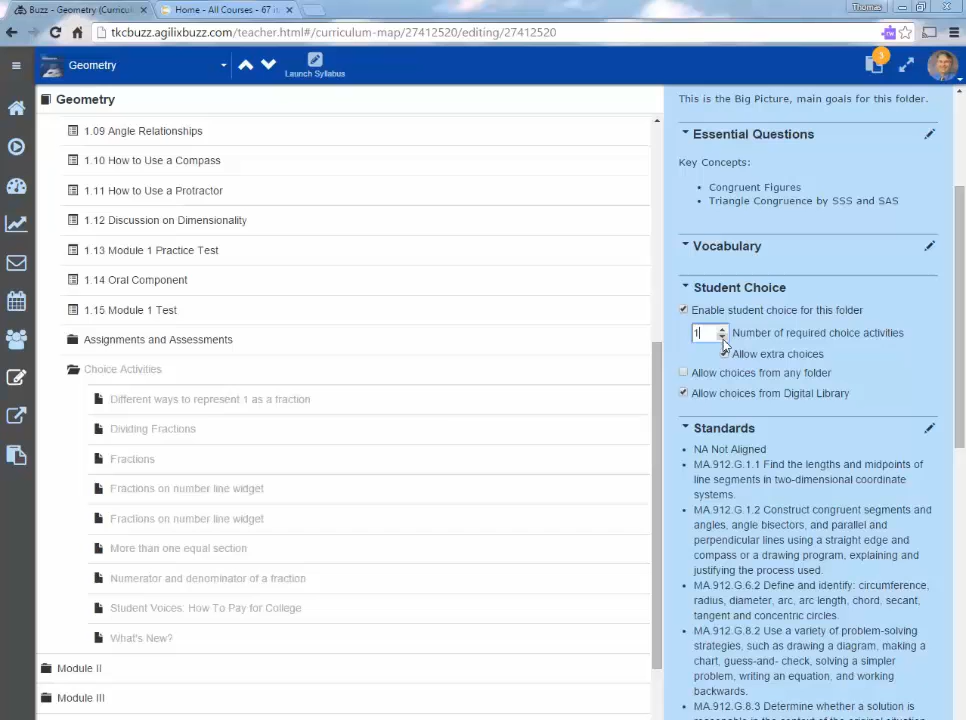 Buzz - Geometry (Curricul
Home - All Courses - 67 i
Thomas
tkcbuzz.agilixbuzz.com/teacher.html#/curriculum-map/27412520/editing/27412520
Geometry
Launch Syllabus
3
Geometry
1.09 Angle Relationships
1.10 How to Use a Compass
1.11 How to Use a Protractor
1.12 Discussion on Dimensionality
1.13 Module 1 Practice Test
1.14 Oral Component
1.15 Module 1 Test
Assignments and Assessments
Choice Activities
Different ways to represent 1 as a fraction
Dividing Fractions
Fractions
Fractions on number line widget
Fractions on number line widget
More than one equal section
Numerator and denominator of a fraction
Student Voices: How To Pay for College
What's New?
Module II
Module III
This is the Big Picture, main goals for this folder.
Essential Questions
Key Concepts:
• Congruent Figures
• Triangle Congruence by SSS and SAS
Vocabulary
Student Choice
Enable student choice for this folder
1 Number of required choice activities
Allow extra choices
Allow choices from any folder
Allow choices from Digital Library
Standards
• NA Not Aligned
• MA.912.G.1.1 Find the lengths and midpoints of
line segments in two-dimensional coordinate
systems.
• MA.912.G.1.2 Construct congruent segments and
angles, angle bisectors, and parallel and
perpendicular lines using a straight edge and
compass or a drawing program, explaining and
justifying the process used.
• MA.912.G.6.2 Define and identify: circumference,
radius, diameter, arc, arc length, chord, secant,
tangent and concentric circles.
• MA.912.G.8.2 Use a variety of problem-solving
strategies, such as drawing a diagram, making a
chart, guess-and- check, solving a simpler
problem, writing an equation, and working
backwards.
• MA.912.G.8.3 Determine whether a solution is
reasonable in the context of the original situation